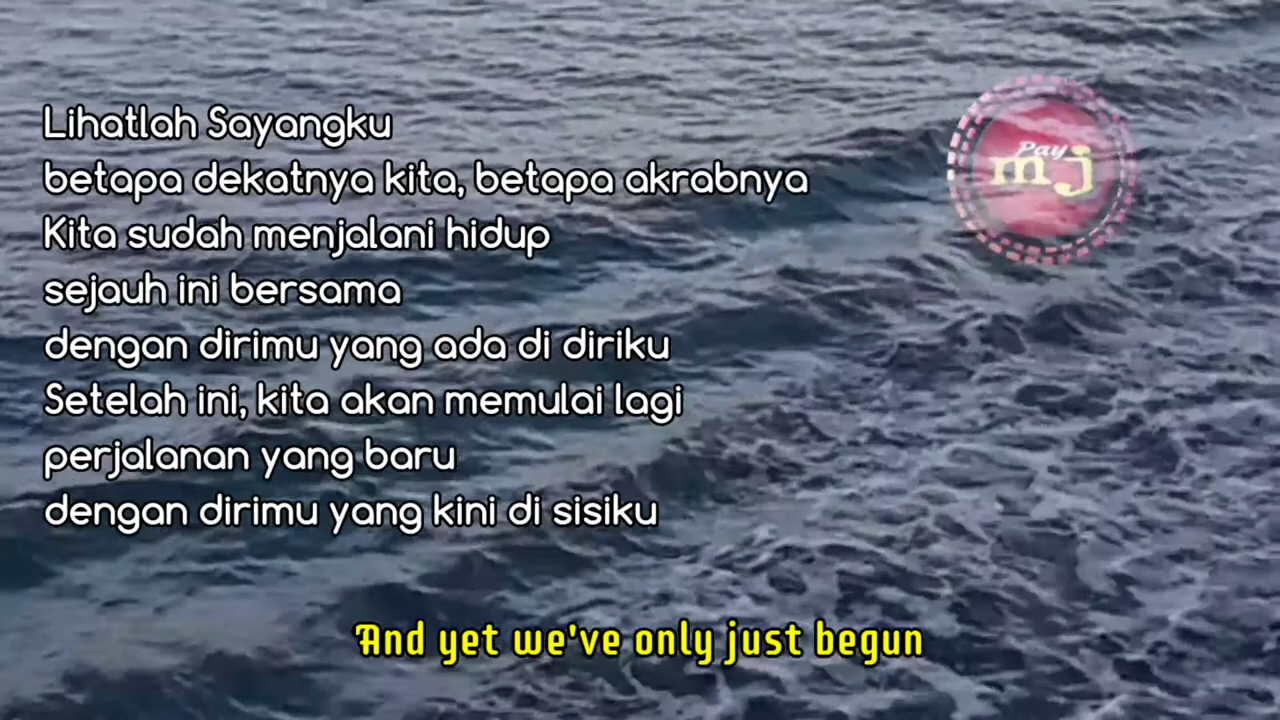 Lihatlah Sayangku
betapa dekatnya kita, betapa akrabnya
Kita sudah menjalani hidup
sejauh ini bersama
dengan dirimu yang ada di diriku
Setelah ini, kita akan memulai lagi
perjalanan yang baru
dengan dirimu yang kini di sisiku
Pay
mj
And yet we've only just begun